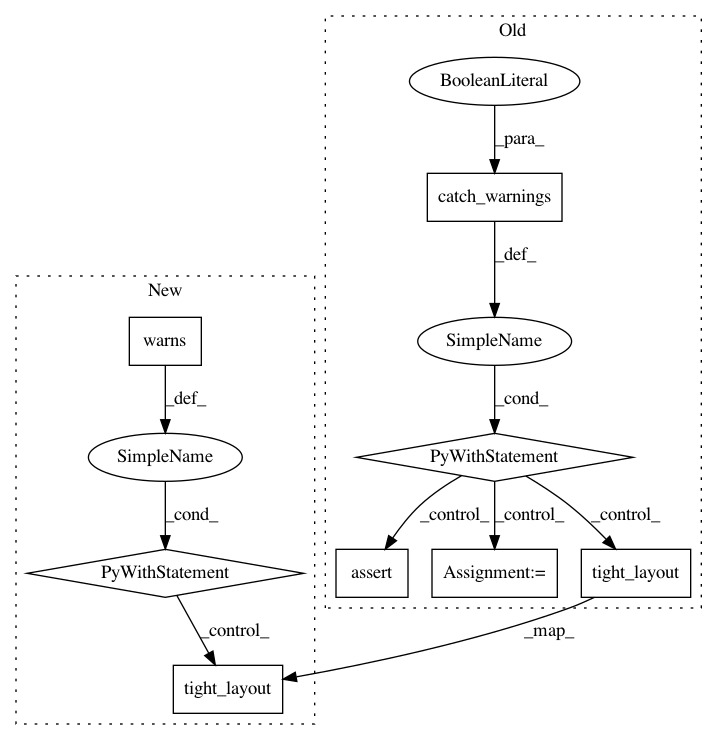 Old
BooleanLiteral
_para_
catch_warnings
_def_
New
warns
SimpleName
_def_
_cond_
SimpleName
PyWithStatement
_cond_
_control_
_control_
_control_
PyWithStatement
assert
Assignment:=
tight_layout
_control_
_map_
tight_layout